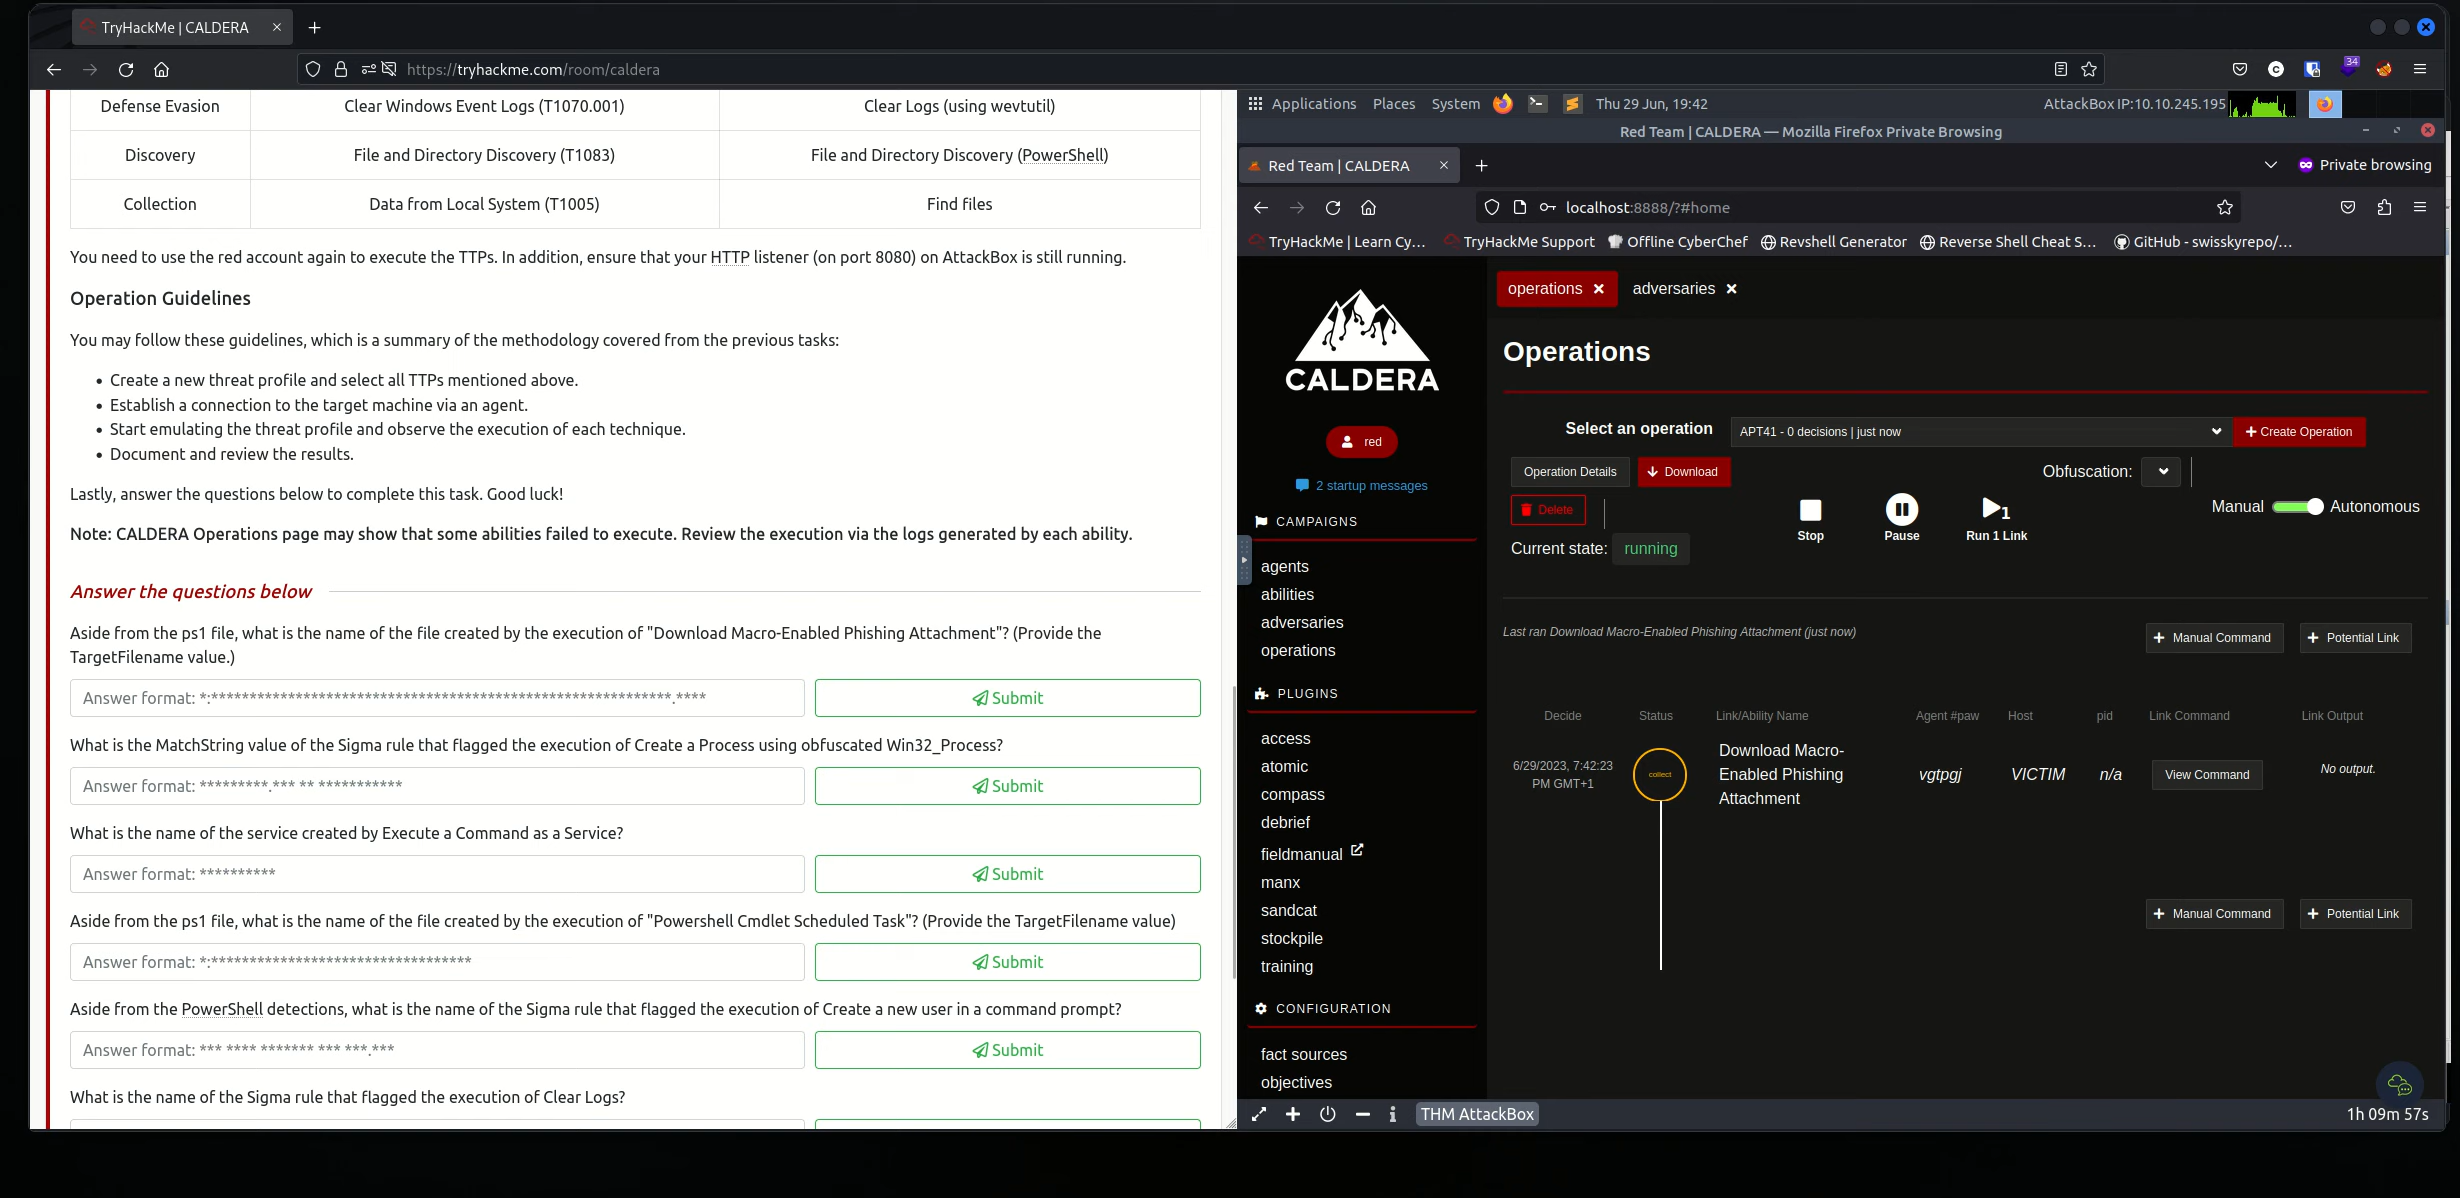 TryHackMe | CALDERA
https://tryhackme.com/room/caldera
34
Defense Evasion Clear Windows Event Logs (T1070.001) Clear Logs (using wevtutil)
Discovery File and Directory Discovery (T1083) File and Directory Discovery (PowerShell)
Collection Data from Local System (T1005) Find files
You need to use the red account again to execute the TTPs. In addition, ensure that your HTTP listener (on port 8080) on AttackBox is still running.
Operation Guidelines
You may follow these guidelines, which is a summary of the methodology covered from the previous tasks:
• Create a new threat profile and select all TTPs mentioned above.
• Establish a connection to the target machine via an agent.
• Start emulating the threat profile and observe the execution of each technique.
• Document and review the results.
Lastly, answer the questions below to complete this task. Good luck!
Note: CALDERA Operations page may show that some abilities failed to execute. Review the execution via the logs generated by each ability.
Answer the questions below
Aside from the ps1 file, what is the name of the file created by the execution of "Download Macro-Enabled Phishing Attachment"? (Provide the
TargetFilename value.)
Answer format: *:************************************************************.****
Submit
What is the MatchString value of the Sigma rule that flagged the execution of Create a Process using obfuscated Win32_Process?
Answer format: *********.*** ** ***********
Submit
What is the name of the service created by Execute a Command as a Service?
Answer format: **********
Submit
Aside from the ps1 file, what is the name of the file created by the execution of "Powershell Cmdlet Scheduled Task"? (Provide the TargetFilename value)
Answer format: *:**********************************
Submit
Aside from the PowerShell detections, what is the name of the Sigma rule that flagged the execution of Create a new user in a command prompt?
Answer format: *** **** ******* *** ***.***
Submit
What is the name of the Sigma rule that flagged the execution of Clear Logs?
Applications Places System Thu 29 Jun, 19:42 AttackBox IP:10.10.245.195
Red Team | CALDERA — Mozilla Firefox Private Browsing
Red Team | CALDERA
Private browsing
localhost:8888/?#home
TryHackMe | Learn Cy... TryHackMe Support Offline CyberChef Revshell Generator Reverse Shell Cheat S... GitHub - swisskyrepo/...
CALDERA
red
2 startup messages
CAMPAIGNS
agents
abilities
adversaries
operations
PLUGINS
access
atomic
compass
debrief
fieldmanual
manx
sandcat
stockpile
training
CONFIGURATION
fact sources
objectives
operations adversaries
Operations
Select an operation APT41 - 0 decisions | just now Create Operation
Operation Details Download Obfuscation:
Delete
Current state: running
Stop Pause Run 1 Link
1
Manual Autonomous
Last ran Download Macro-Enabled Phishing Attachment (just now)
Manual Command Potential Link
Decide Status Link/Ability Name Agent #paw Host pid Link Command Link Output
6/29/2023, 7:42:23
PM GMT+1
collect
Download Macro-
Enabled Phishing
Attachment
vgtpgj VICTIM n/a View Command No output.
Manual Command Potential Link
THM AttackBox 1h 09m 57s